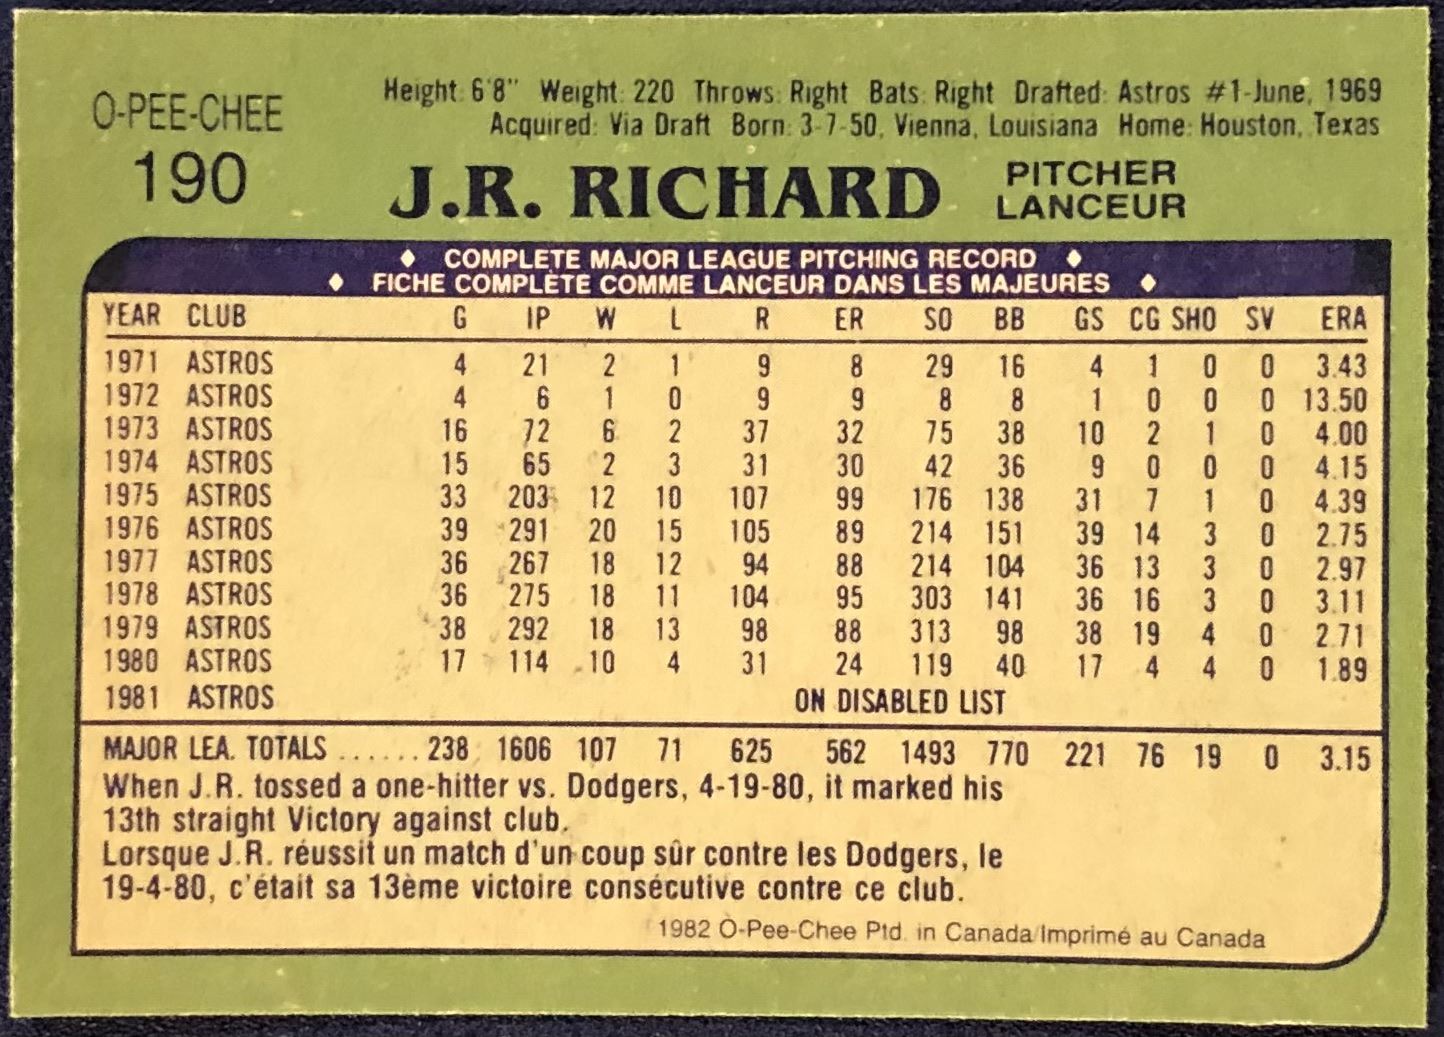 O-PEE-CHEE
190
Height: 6'8" Weight: 220 Throws: Right Bats: Right Drafted: Astros #1-June, 1969
Acquired: Via Draft Born: 3-7-50, Vienna, Louisiana Home: Houston, Texas
J.R. RICHARD
PITCHER
LANCEUR
♦ COMPLETE MAJOR LEAGUE PITCHING RECORD ♦
♦ FICHE COMPLÈTE COMME LANCEUR DANS LES MAJEURES ♦
YEAR CLUB G IP W L R ER SO BB GS CG SHO SV ERA
1971 ASTROS 4 21 2 1 9 8 29 16 4 1 0 0 3.43
1972 ASTROS 4 6 1 0 9 9 8 8 1 0 0 0 13.50
1973 ASTROS 16 72 6 2 37 32 75 38 10 2 1 0 4.00
1974 ASTROS 15 65 2 3 31 30 42 36 9 0 0 0 4.15
1975 ASTROS 33 203 12 10 107 99 176 138 31 7 1 0 4.39
1976 ASTROS 39 291 20 15 105 89 214 151 39 14 3 0 2.75
1977 ASTROS 36 267 18 12 94 88 214 104 36 13 3 0 2.97
1978 ASTROS 36 275 18 11 104 95 303 141 36 16 3 0 3.11
1979 ASTROS 38 292 18 13 98 88 313 98 38 19 4 0 2.71
1980 ASTROS 17 114 10 4 31 24 119 40 17 4 4 0 1.89
1981 ASTROS ON DISABLED LIST
MAJOR LEA. TOTALS ...... 238 1606 107 71 625 562 1493 770 221 76 19 0 3.15
When J.R. tossed a one-hitter vs. Dodgers, 4-19-80, it marked his
13th straight Victory against club.
Lorsque J.R. réussit un match d'un coup sûr contre les Dodgers, le
19-4-80, c'était sa 13ème victoire consécutive contre ce club.
1982 O-Pee-Chee Ptd. in Canada/Imprimé au Canada